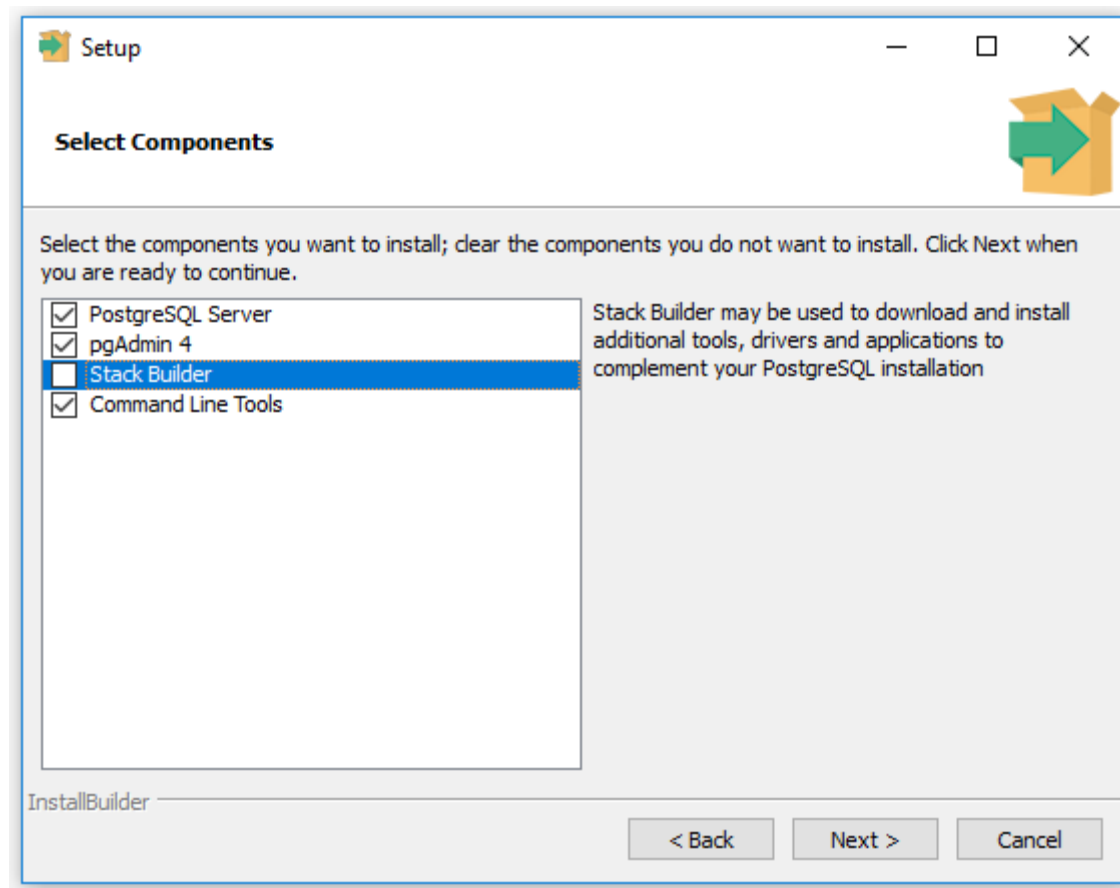 Setup
Select Components
Select the components you want to install; clear the components you do not want to install. Click Next when
you are ready to continue.
PostgreSQL Server
pgAdmin 4
Stack Builder
Command Line Tools
Stack Builder may be used to download and install
additional tools, drivers and applications to
complement your PostgreSQL installation
InstallBuilder
< Back
Next >
Cancel